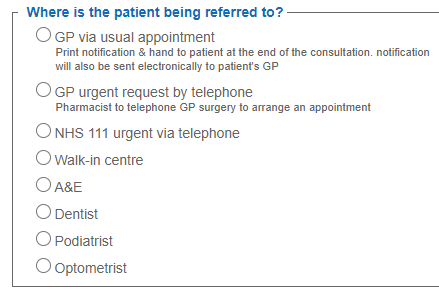 Where is the patient being referred to?
GP via usual appointment
Print notification & hand to patient at the end of the consultation. notification
will also be sent electronically to patient's GP
GP urgent request by telephone
Pharmacist to telephone GP surgery to arrange an appointment
NHS 111 urgent via telephone
Walk-in centre
A&E
Dentist
Podiatrist
Optometrist